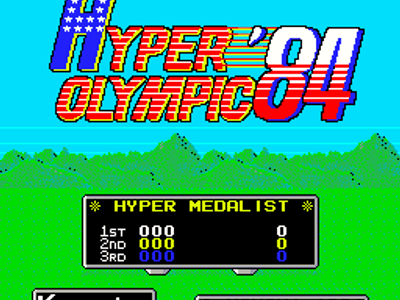 HYPER
OLYMPIC '84
* HYPER MEDALIST *
1ST 000 0
2ND 000 0
3RD 000 0